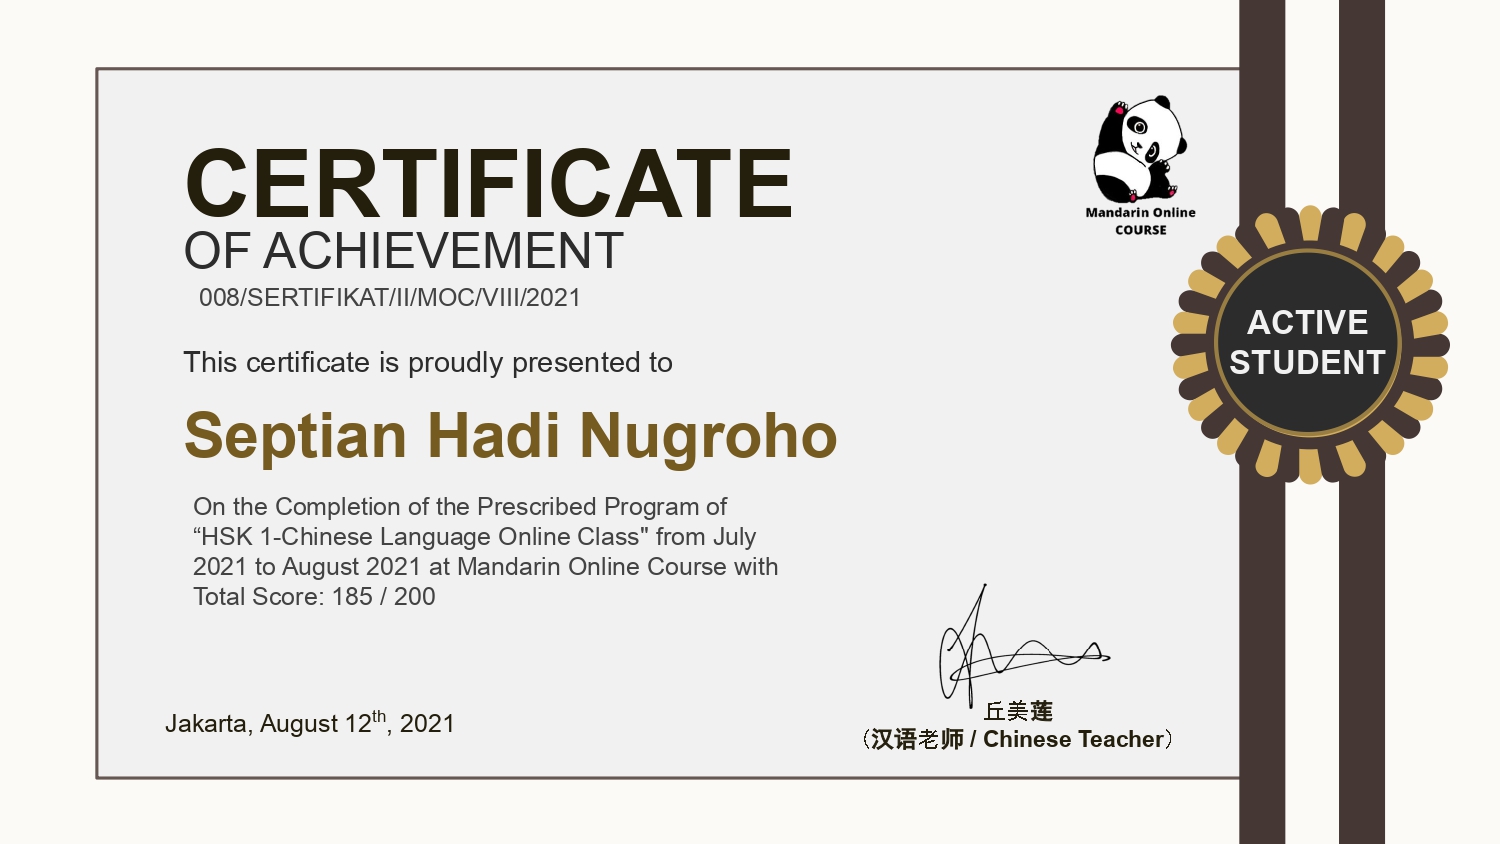 CERTIFICATE
OF ACHIEVEMENT
008/SERTIFIKAT/II/MOC/VIII/2021
This certificate is proudly presented to
Septian Hadi Nugroho
On the Completion of the Prescribed Program of
“HSK 1-Chinese Language Online Class" from July
2021 to August 2021 at Mandarin Online Course with
Total Score: 185 / 200
Jakarta, August 12th, 2021
Mandarin Online
COURSE
ACTIVE
STUDENT
丘美莲
（汉语老师 / Chinese Teacher）